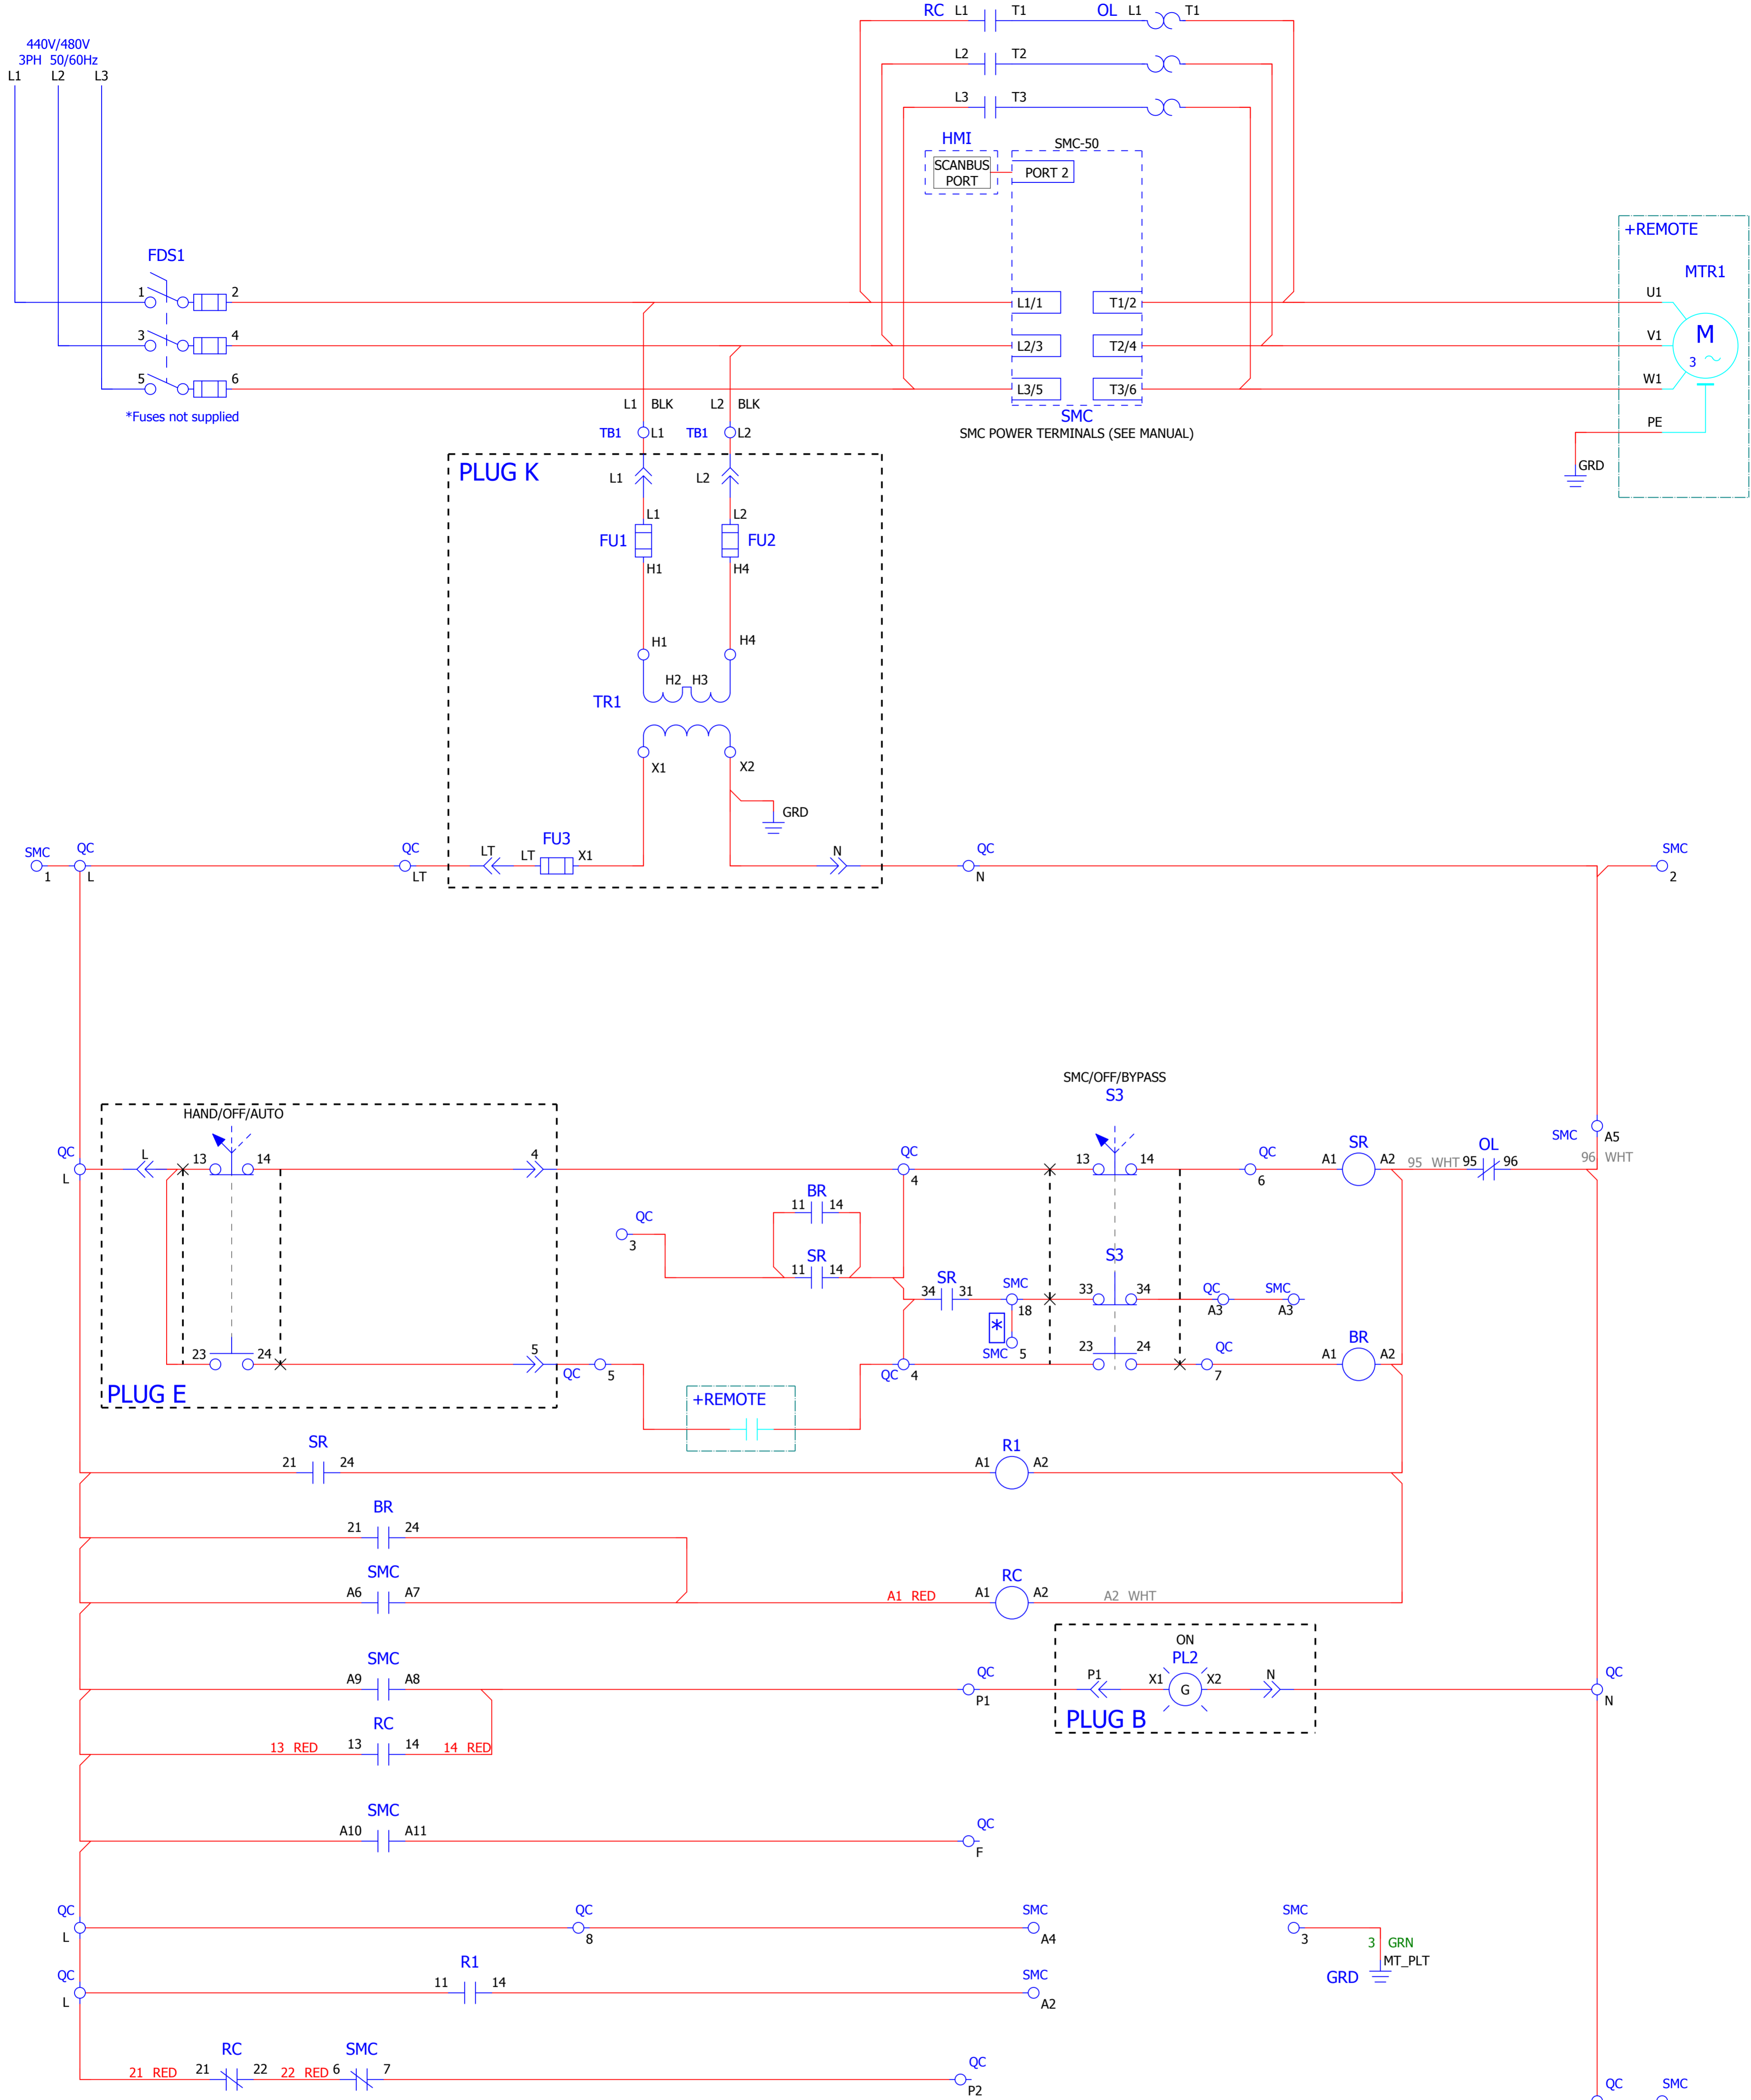 RC L1 T1 OL L1 T1
440V/480V
3PH 50/60Hz
L1 L2 L3
L2 T2
L3 T3
HMI
SMC-50
SCANBUS
PORT
PORT 2
+REMOTE
FDS1
MTR1
1 2
L1/1 T1/2
U1
3 4
L2/3 T2/4
V1
M
3
5 6
L3/5 T3/6
W1
*Fuses not supplied
L1 BLK L2 BLK
SMC
SMC POWER TERMINALS (SEE MANUAL)
PE
TB1 L1 TB1 L2
GRD
PLUG K
L1 L2
L1 L2
FU1 FU2
H1 H4
H1 H4
H2 H3
TR1
X1 X2
GRD
FU3
SMC QC QC LT LT X1 N QC SMC
1 L LT N 2
SMC/OFF/BYPASS
S3
HAND/OFF/AUTO
QC L 13 14 4 QC 13 14 QC SR
A1 A2 95 WHT 95 OL 96
SMC A5
96 WHT
L 4 6
BR
11 14
QC
3
SR
11 14
S3
SR
34 31 SMC 33 34 QC SMC
18 A3 A3
*
SMC 5
23 24 5 QC 5 QC 4 23 24 QC 7
BR
A1 A2
PLUG E
+REMOTE
SR
21 24
R1
A1 A2
BR
21 24
SMC
A6 A7
A1 RED
RC
A1 A2
A2 WHT
ON
SMC
A9 A8
QC
P1
P1 X1 PL2 X2 N
G
QC
N
PLUG B
RC
13 RED 13 14 14 RED
SMC
A10 A11
QC
F
QC QC SMC SMC
L 8 A4 3
3 GRN
MT_PLT
GRD
QC
L
R1
11 14
SMC
A2
RC SMC
21 RED 21 22 22 RED 6 7
QC
P2
QC SMC